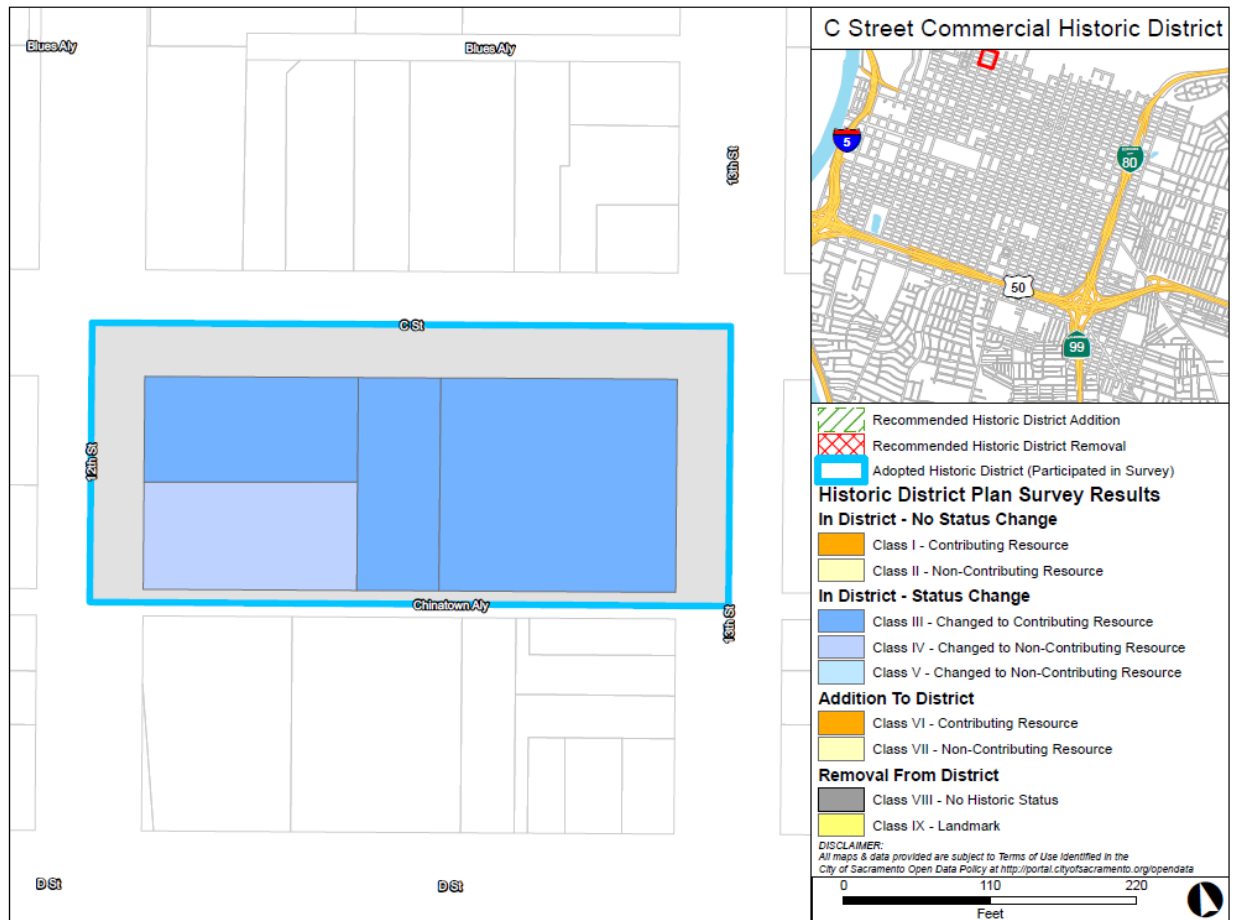 Blues Aly
Blues Aly
13th St
C St
12th St
Chinatown Aly
13th St
D St
D St
C Street Commercial Historic District
5
80
50
99
Recommended Historic District Addition
Recommended Historic District Removal
Adopted Historic District (Participated in Survey)
Historic District Plan Survey Results
In District - No Status Change
Class I - Contributing Resource
Class II - Non-Contributing Resource
In District - Status Change
Class III - Changed to Contributing Resource
Class IV - Changed to Non-Contributing Resource
Class V - Changed to Non-Contributing Resource
Addition To District
Class VI - Contributing Resource
Class VII - Non-Contributing Resource
Removal From District
Class VIII - No Historic Status
Class IX - Landmark
DISCLAIMER:
All maps & data provided are subject to Terms of Use identified in the
City of Sacramento Open Data Policy at http://portal.cityofsacramento.org/opendata
0 110 220
Feet